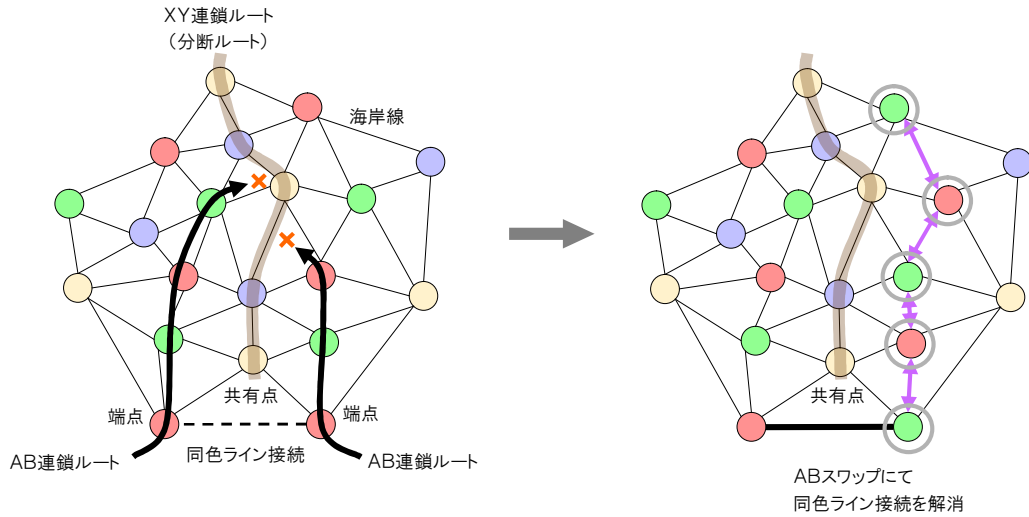 XY連鎖ルート
（分断ルート）
海岸線
共有点
端点
端点
同色ライン接続
AB連鎖ルート
AB連鎖ルート
共有点
ABスワップにて
同色ライン接続を解消